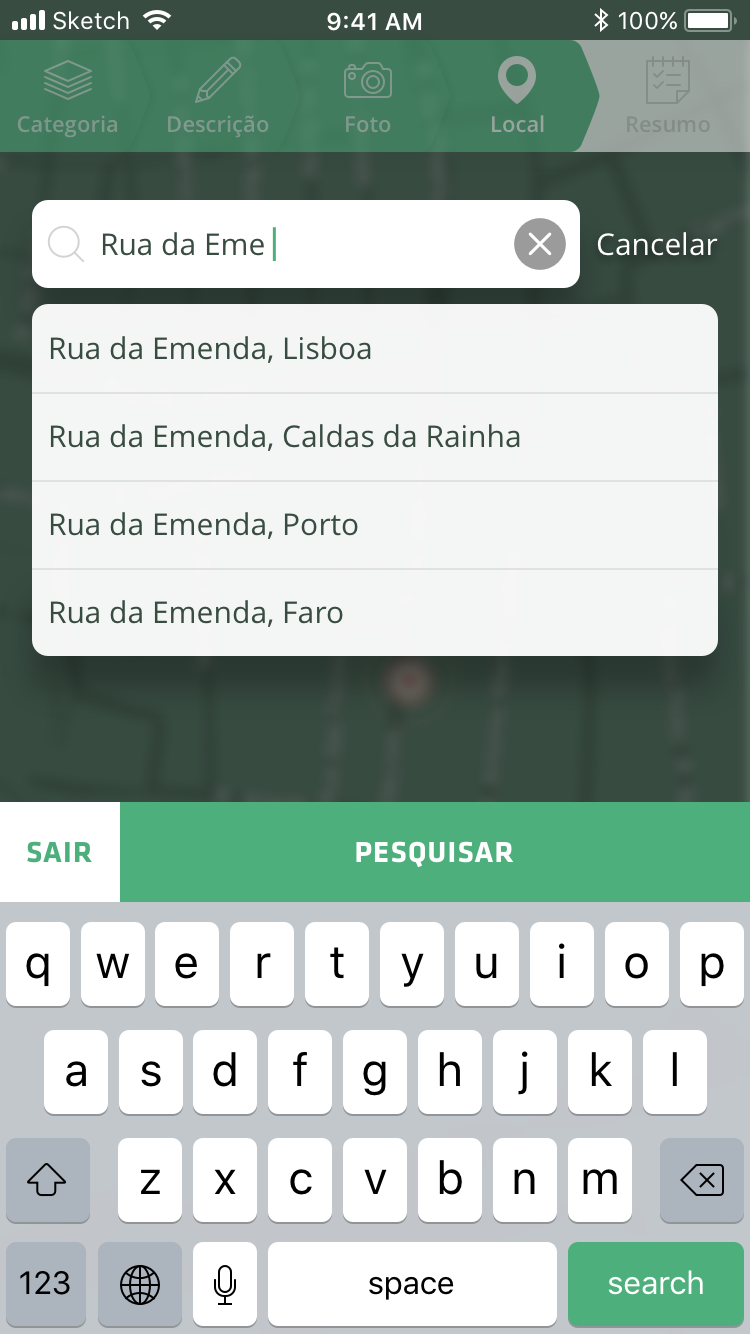 Sketch 9:41 AM 100%
Categoria Descrição Foto Local Resumo
Rua da Eme Cancelar
Rua da Emenda, Lisboa
Rua da Emenda, Caldas da Rainha
Rua da Emenda, Porto
Rua da Emenda, Faro
SAIR PESQUISAR
q w e r t y u i o p
a s d f g h j k l
z x c v b n m
123 space search